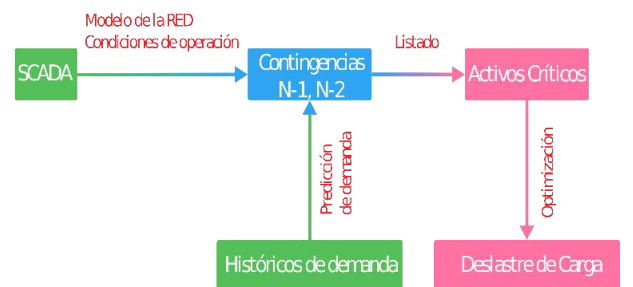 Modelo de la RED
Condiciones de operación
SCADA
Contingencias
N-1, N-2
Listado
Activos Críticos
Predicción
de demanda
Optimización
Históricos de demanda
Deslastre de Carga